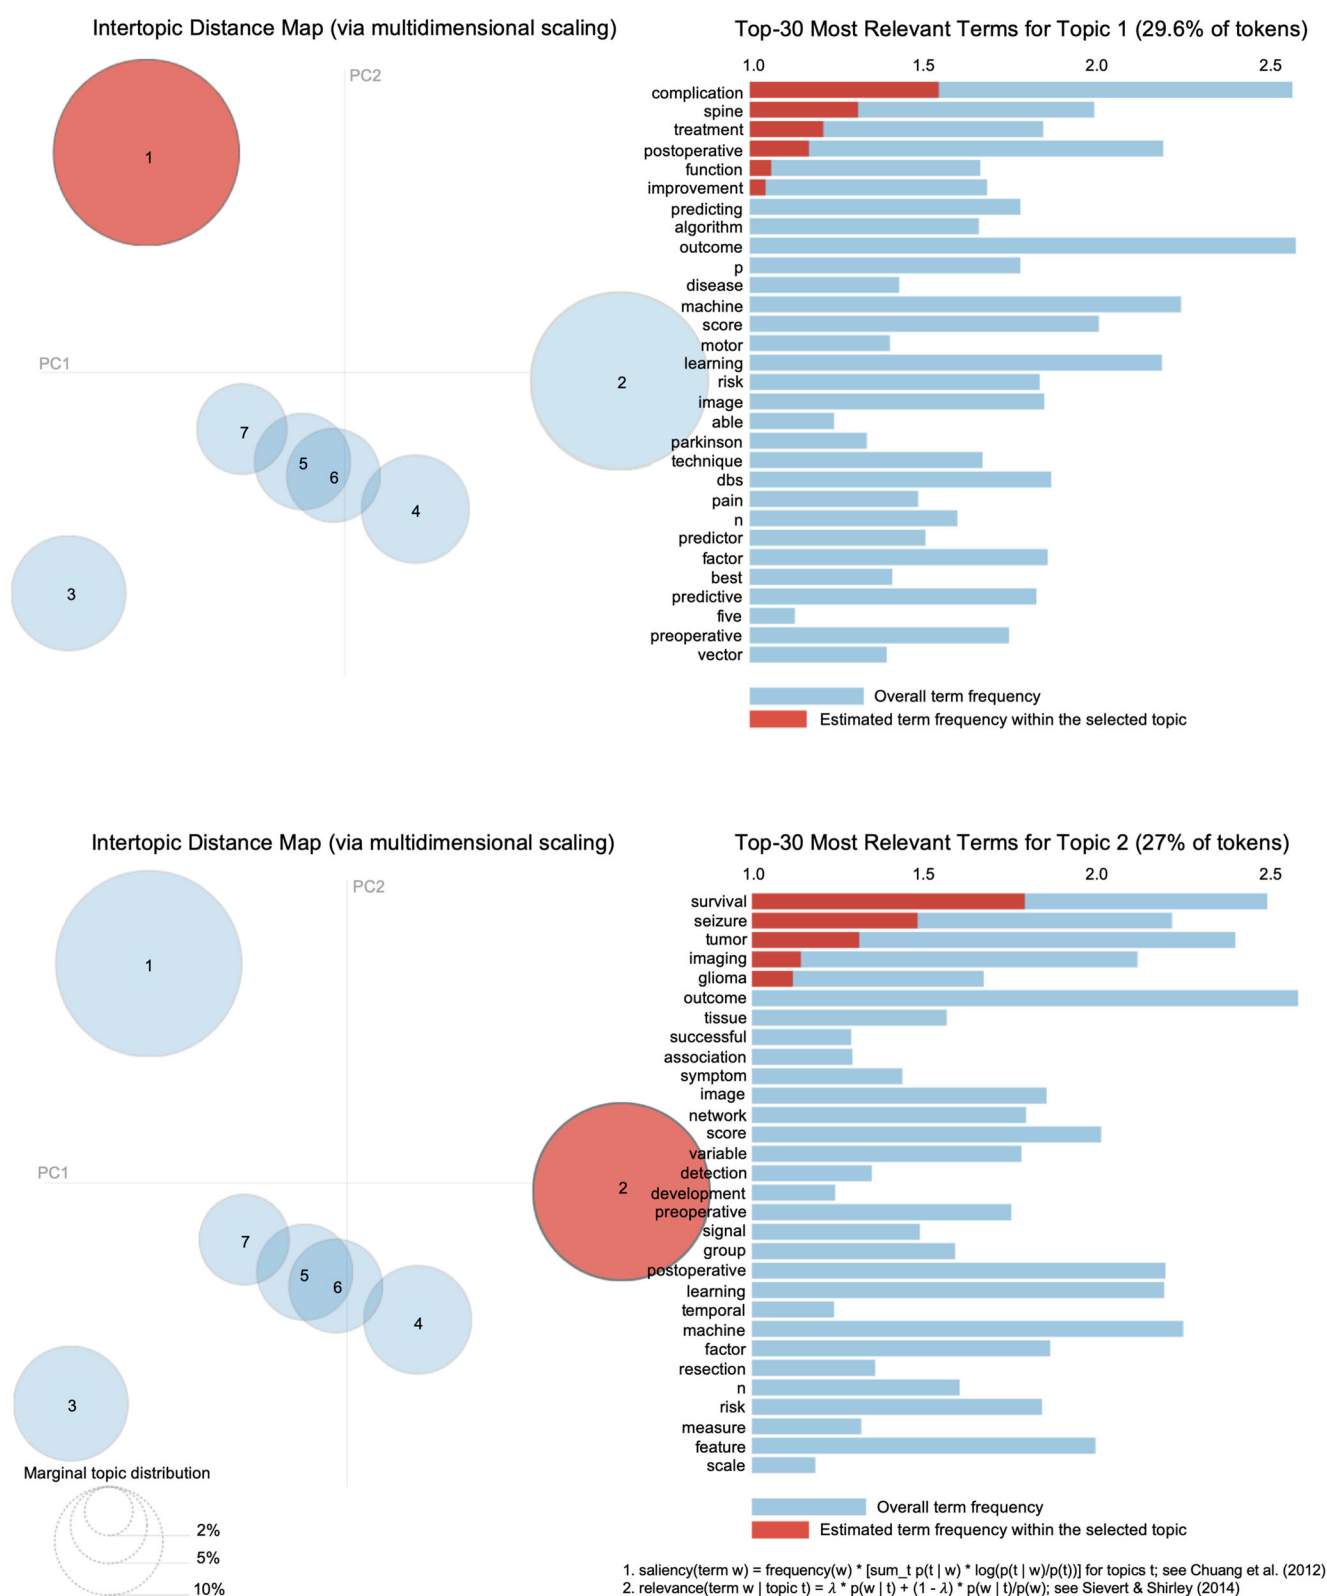 Intertopic Distance Map (via multidimensional scaling)
PC2
1
PC1
2
7
5
6
4
3
Top-30 Most Relevant Terms for Topic 1 (29.6% of tokens)
1.0 1.5 2.0 2.5
complication
spine
treatment
postoperative
function
improvement
predicting
algorithm
outcome
p
disease
machine
score
motor
learning
risk
image
able
parkinson
technique
dbs
pain
n
predictor
factor
best
predictive
five
preoperative
vector
Overall term frequency
Estimated term frequency within the selected topic
Intertopic Distance Map (via multidimensional scaling)
PC2
1
PC1
2
7
5
6
4
3
Marginal topic distribution
2%
5%
10%
Top-30 Most Relevant Terms for Topic 2 (27% of tokens)
1.0 1.5 2.0 2.5
survival
seizure
tumor
imaging
glioma
outcome
tissue
successful
association
symptom
image
network
score
variable
detection
development
preoperative
signal
group
postoperative
learning
temporal
machine
factor
resection
n
risk
measure
feature
scale
Overall term frequency
Estimated term frequency within the selected topic
1. saliency(term w) = frequency(w) * [sum_t p(t | w) * log(p(t | w)/p(t))] for topics t; see Chuang et al. (2012)
2. relevance(term w | topic t) = λ * p(w | t) + (1 - λ) * p(w | t)/p(w); see Sievert & Shirley (2014)